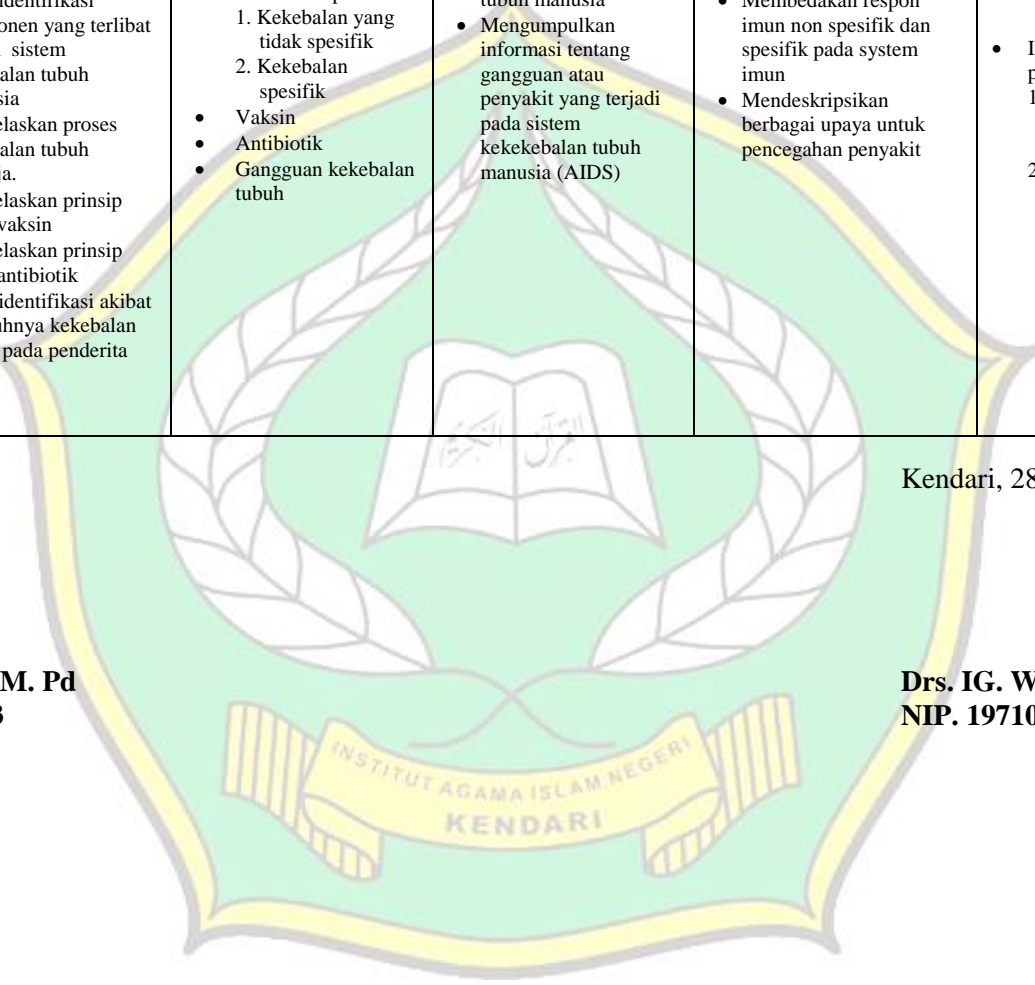 identifikasi
onen yang terlibat
sistem
alan tubuh
sia
elaskan proses
alan tubuh
ja.
elaskan prinsip
vaksin
elaskan prinsip
antibiotik
identifikasi akibat
uhnya kekebalan
pada penderita
1. Kekebalan yang
tidak spesifik
2. Kekebalan
spesifik
• Vaksin
• Antibiotik
• Gangguan kekebalan
tubuh
tubuh manusia
• Mengumpulkan
informasi tentang
gangguan atau
penyakit yang terjadi
pada sistem
kekekebalan tubuh
manusia (AIDS)
• Membedakan respon
imun non spesifik dan
spesifik pada system
imun
• Mendeskripsikan
berbagai upaya untuk
pencegahan penyakit
•
1
2
Kendari, 28
M. Pd
Drs. IG. W
NIP. 19710
القرآن الكريم
INSTITUT AGAMA ISLAM NEGERI
KENDARI